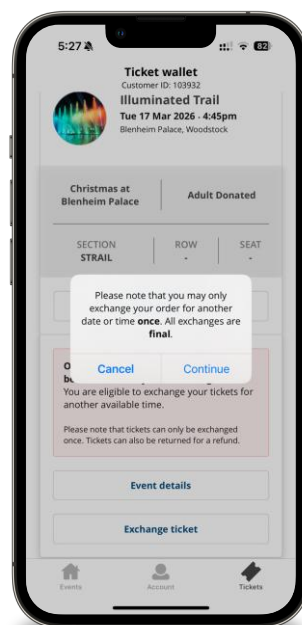 5:27
82
Ticket wallet
Customer ID: 103932
Illuminated Trail
Tue 17 Mar 2026 - 4:45pm
Blenheim Palace, Woodstock
Christmas at
Blenheim Palace
Adult Donated
SECTION
STRAIL
ROW
-
SEAT
-
Please note that you may only
exchange your order for another
date or time once. All exchanges are
final.
Cancel
Continue
You are eligible to exchange your tickets for
another available time.
Please note that tickets can only be exchanged
once. Tickets can also be returned for a refund.
Event details
Exchange ticket
Events
Account
Tickets